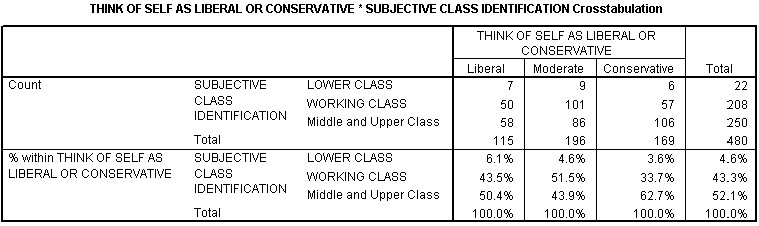 THINK OF SELF AS LIBERAL OR CONSERVATIVE * SUBJECTIVE CLASS IDENTIFICATION Crosstabulation
THINK OF SELF AS LIBERAL OR
CONSERVATIVE
Liberal Moderate Conservative Total
Count SUBJECTIVE LOWER CLASS 7 9 6 22
CLASS WORKING CLASS 50 101 57 208
IDENTIFICATION Middle and Upper Class 58 86 106 250
Total 115 196 169 480
% within THINK OF SELF AS SUBJECTIVE LOWER CLASS 6.1% 4.6% 3.6% 4.6%
LIBERAL OR CONSERVATIVE CLASS WORKING CLASS 43.5% 51.5% 33.7% 43.3%
IDENTIFICATION Middle and Upper Class 50.4% 43.9% 62.7% 52.1%
Total 100.0% 100.0% 100.0% 100.0%